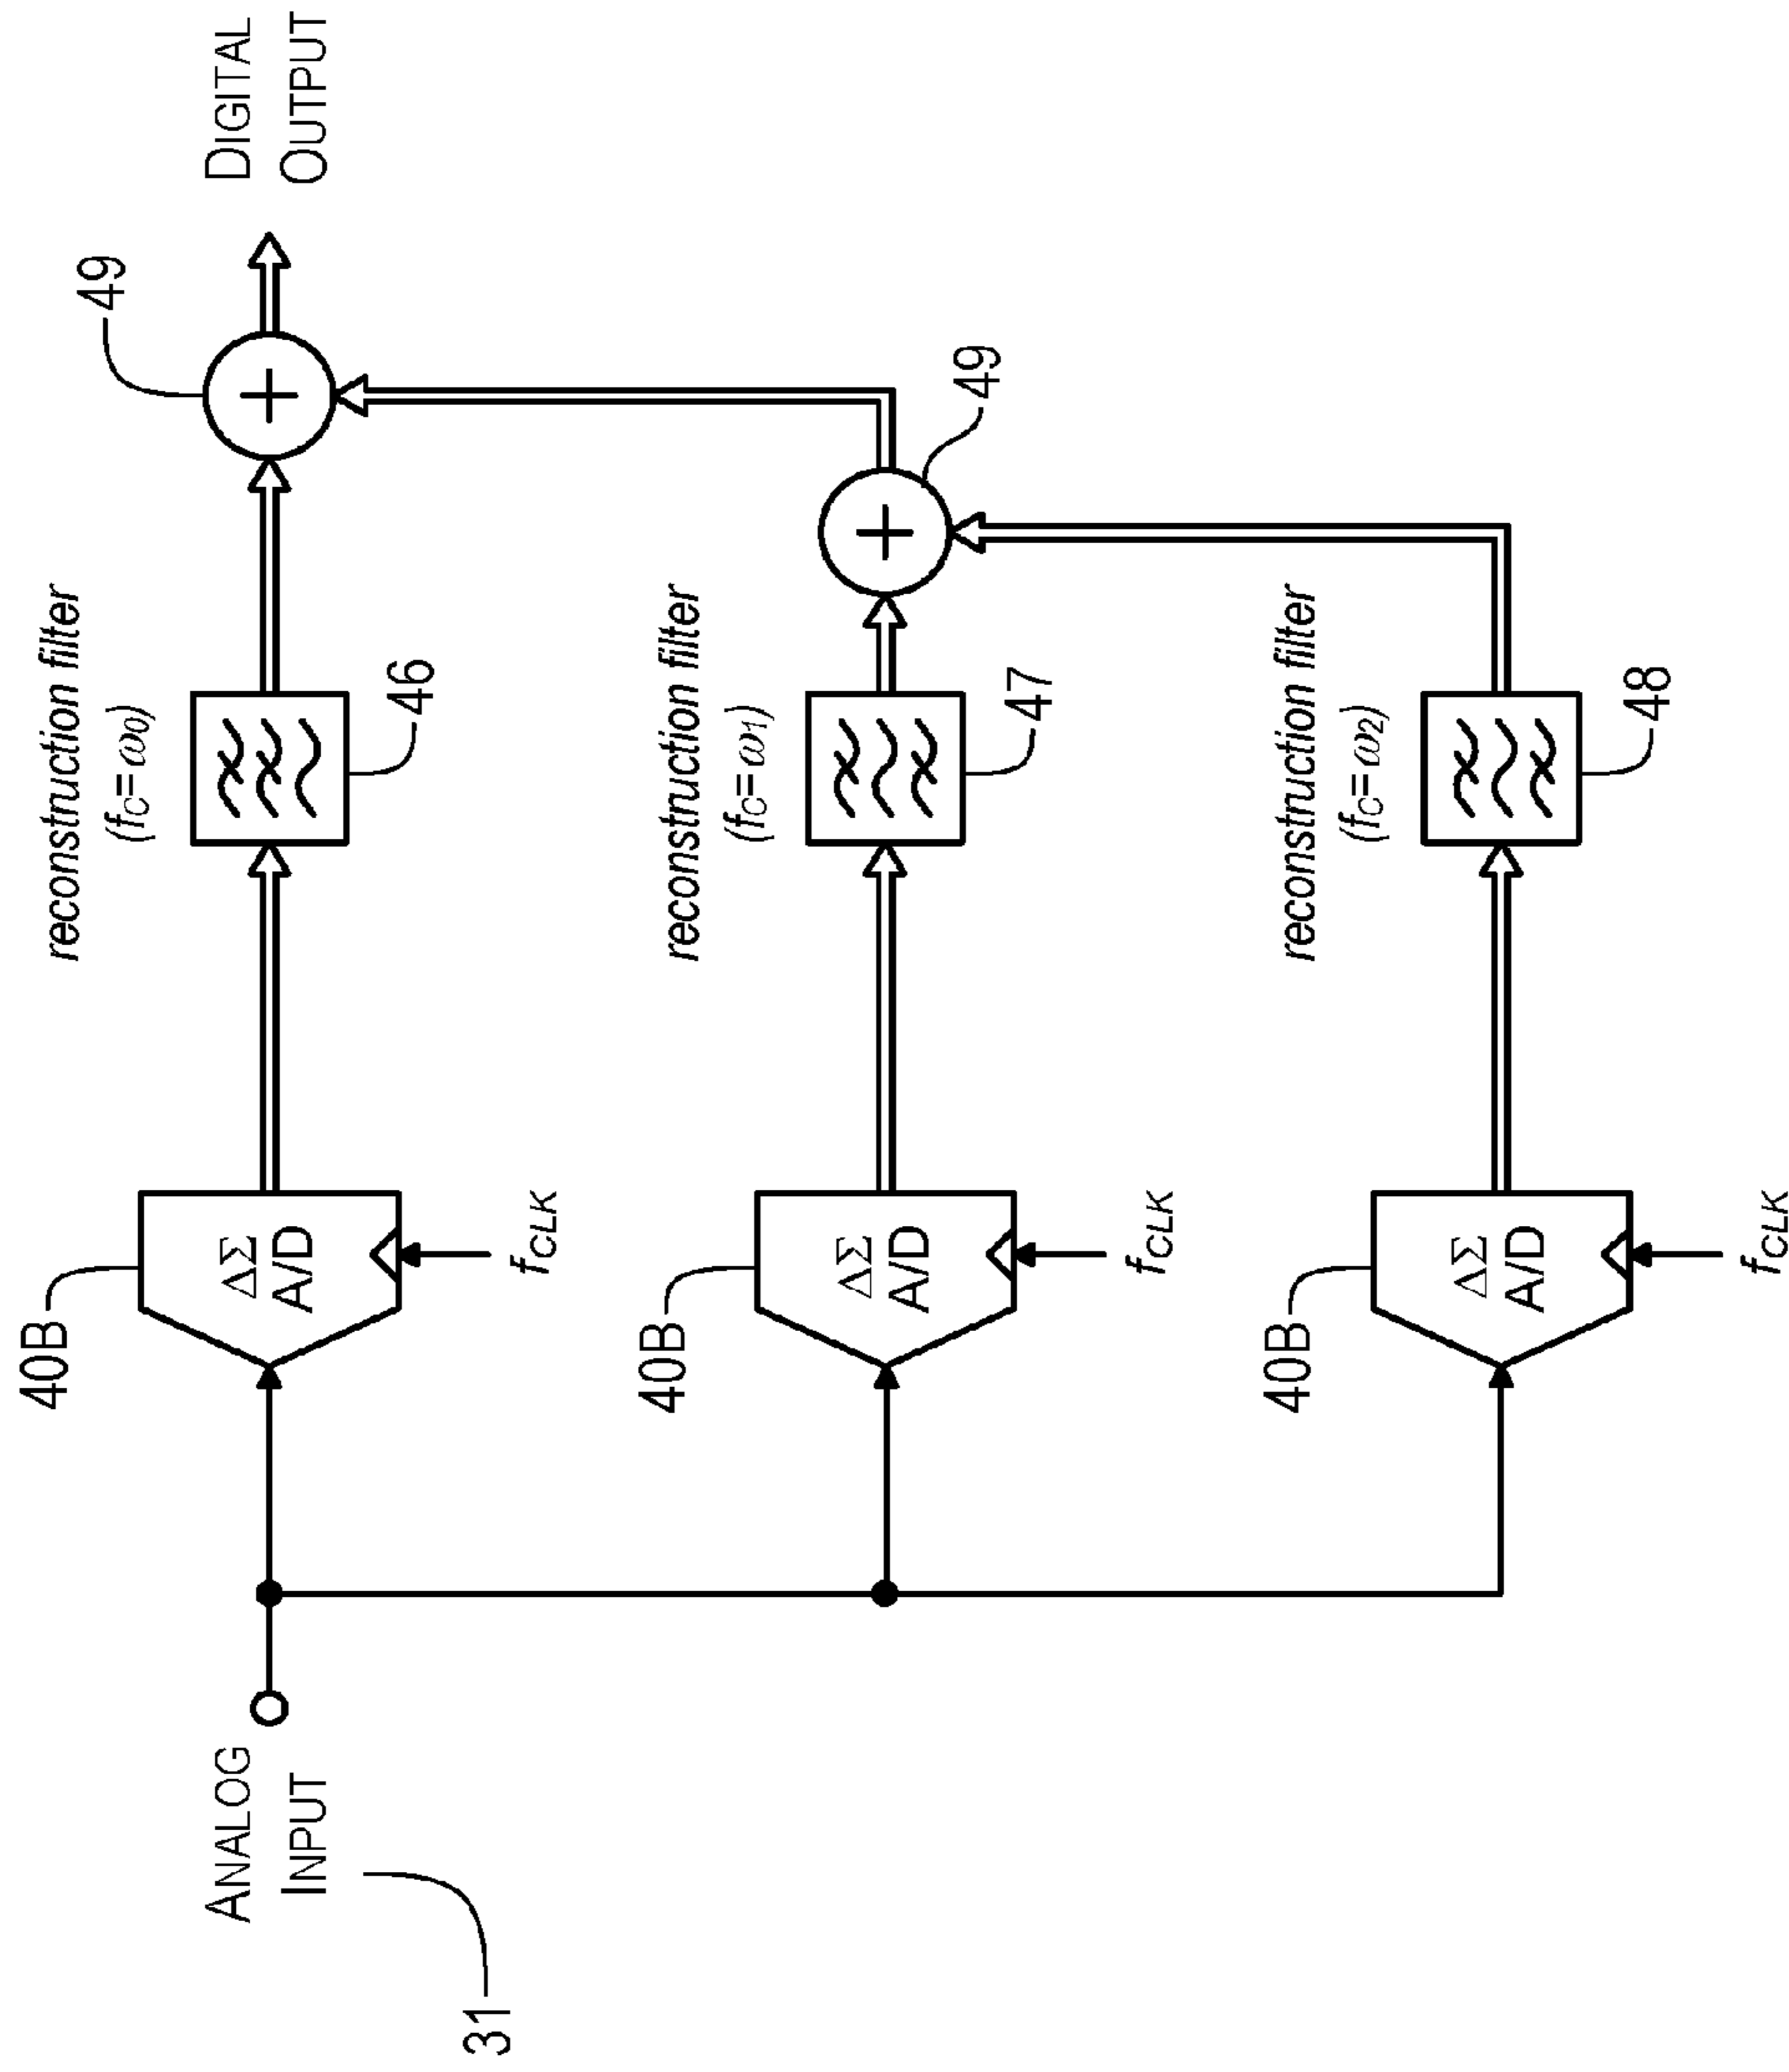 40B
ΔΣ
A/D
fCLK
reconstruction filter
(fC=ω0)
46
49
DIGITAL
OUTPUT
ANALOG
INPUT
31
40B
ΔΣ
A/D
fCLK
reconstruction filter
(fC=ω1)
47
+
49
+
40B
ΔΣ
A/D
fCLK
reconstruction filter
(fC=ω2)
48